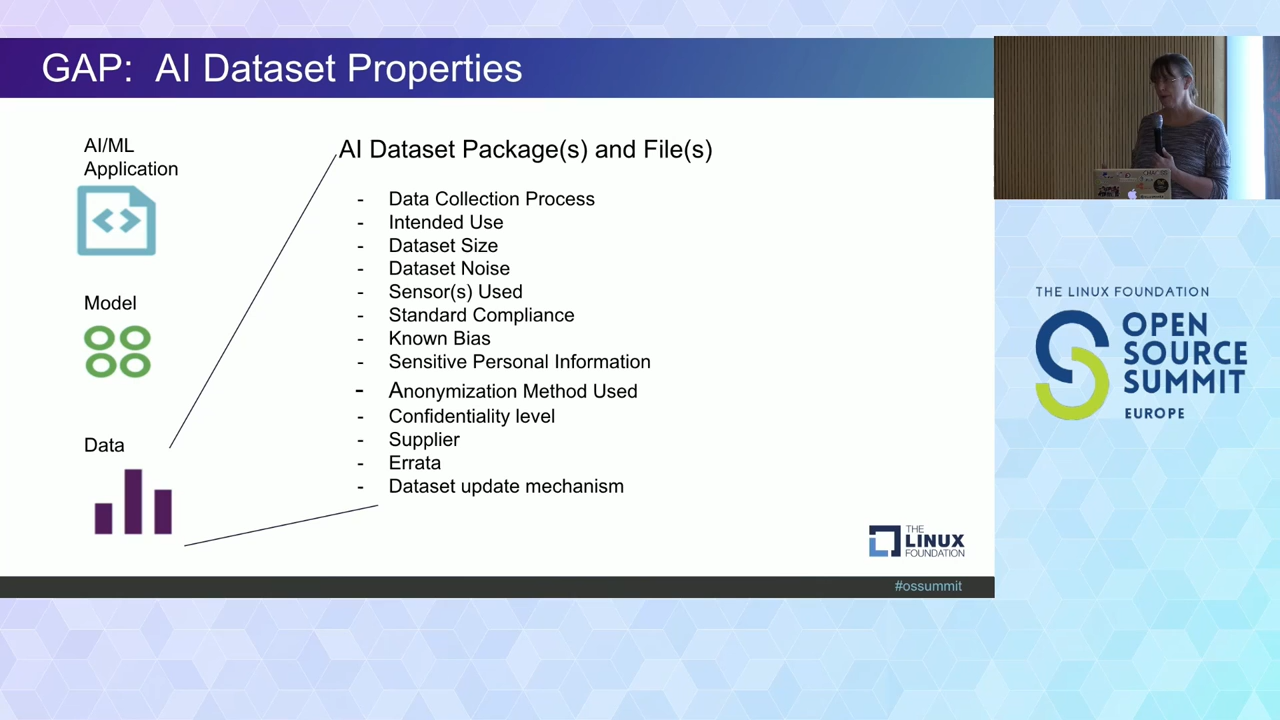 GAP: AI Dataset Properties
AI/ML
Application
Model
Data
AI Dataset Package(s) and File(s)
- Data Collection Process
- Intended Use
- Dataset Size
- Dataset Noise
- Sensor(s) Used
- Standard Compliance
- Known Bias
- Sensitive Personal Information
- Anonymization Method Used
- Confidentiality level
- Supplier
- Errata
- Dataset update mechanism
THE
LINUX
FOUNDATION
#ossummit
THE LINUX FOUNDATION
OPEN
SOURCE
SUMMIT
EUROPE